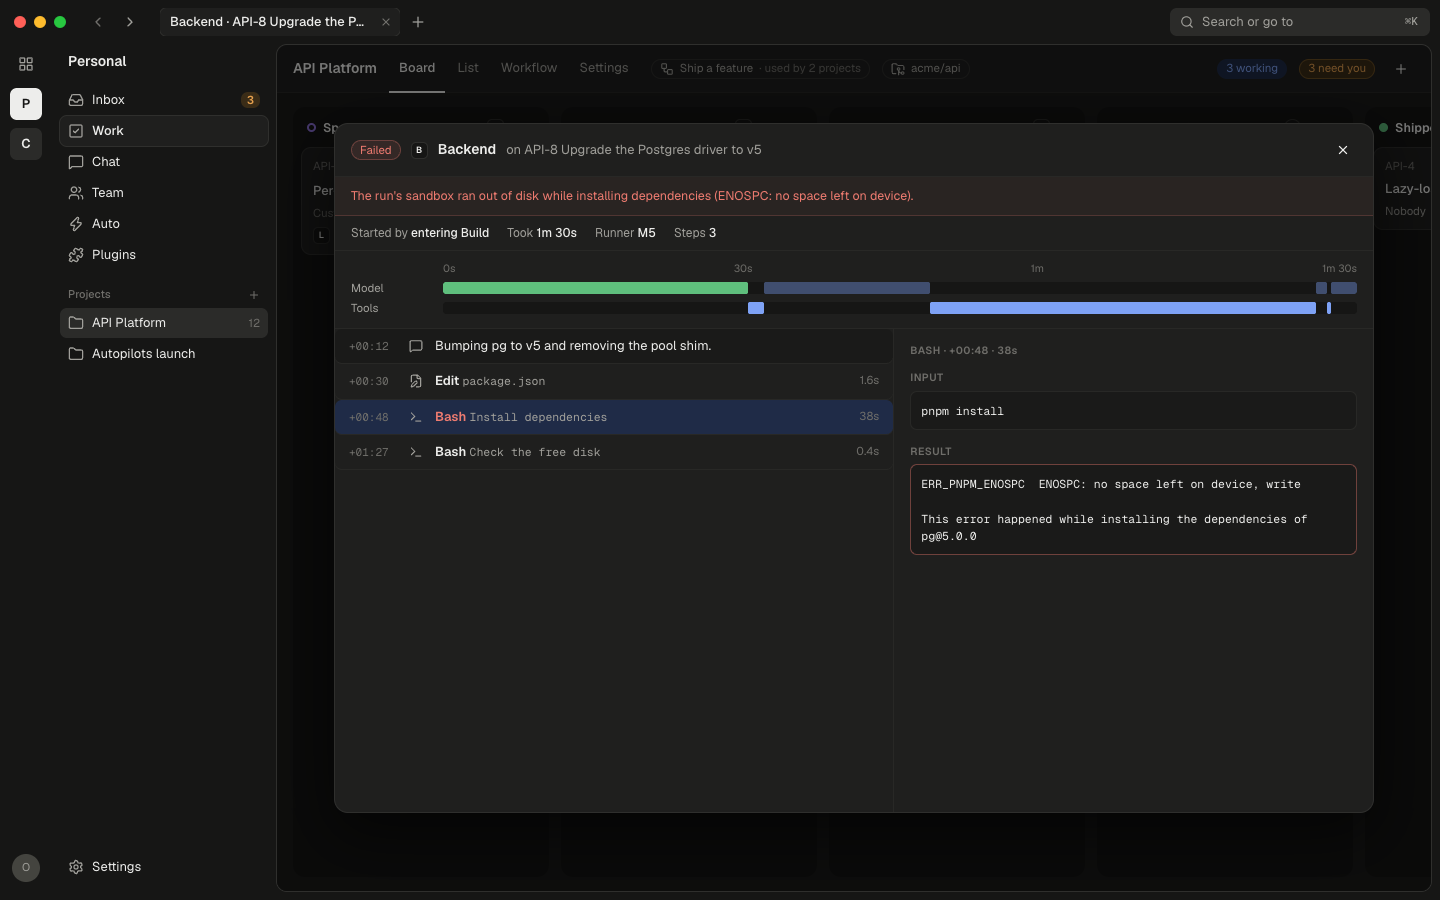 Backend · API-8 Upgrade the P...
Search or go to
⌘K
Personal
P
C
Inbox
3
Work
Chat
Team
Auto
Plugins
Projects
API Platform
12
Autopilots launch
O
Settings
API Platform
Board
List
Workflow
Settings
Ship a feature · used by 2 projects
acme/api
3 working
3 need you
Sp
Shipp
API-
API-4
Per
Lazy-lo
Cus
Nobody
L
Failed
B
Backend
on API-8 Upgrade the Postgres driver to v5
The run's sandbox ran out of disk while installing dependencies (ENOSPC: no space left on device).
Started by entering Build
Took 1m 30s
Runner M5
Steps 3
0s
30s
1m
1m 30s
Model
Tools
+00:12
Bumping pg to v5 and removing the pool shim.
+00:30
Edit package.json
1.6s
+00:48
Bash Install dependencies
38s
+01:27
Bash Check the free disk
0.4s
BASH · +00:48 · 38s
INPUT
pnpm install
RESULT
ERR_PNPM_ENOSPC  ENOSPC: no space left on device, write
This error happened while installing the dependencies of
pg@5.0.0